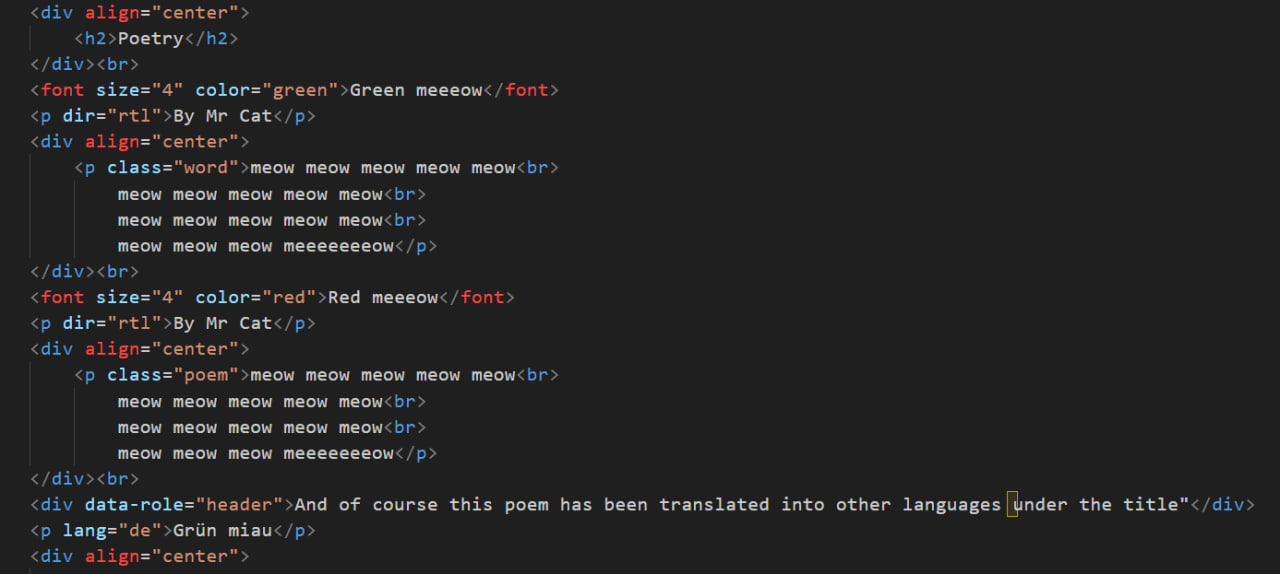 <div align="center">
<h2>Poetry</h2>
</div><br>
<font size="4" color="green">Green meeeow</font>
<p dir="rtl">By Mr Cat</p>
<div align="center">
<p class="word">meow meow meow meow meow<br>
meow meow meow meow meow<br>
meow meow meow meow meow<br>
meow meow meow meeeeeeeow</p>
</div><br>
<font size="4" color="red">Red meeeow</font>
<p dir="rtl">By Mr Cat</p>
<div align="center">
<p class="poem">meow meow meow meow meow<br>
meow meow meow meow meow<br>
meow meow meow meow meow<br>
meow meow meow meeeeeeeow</p>
</div><br>
<div data-role="header">And of course this poem has been translated into other languages under the title"</div>
<p lang="de">Grün miau</p>
<div align="center">